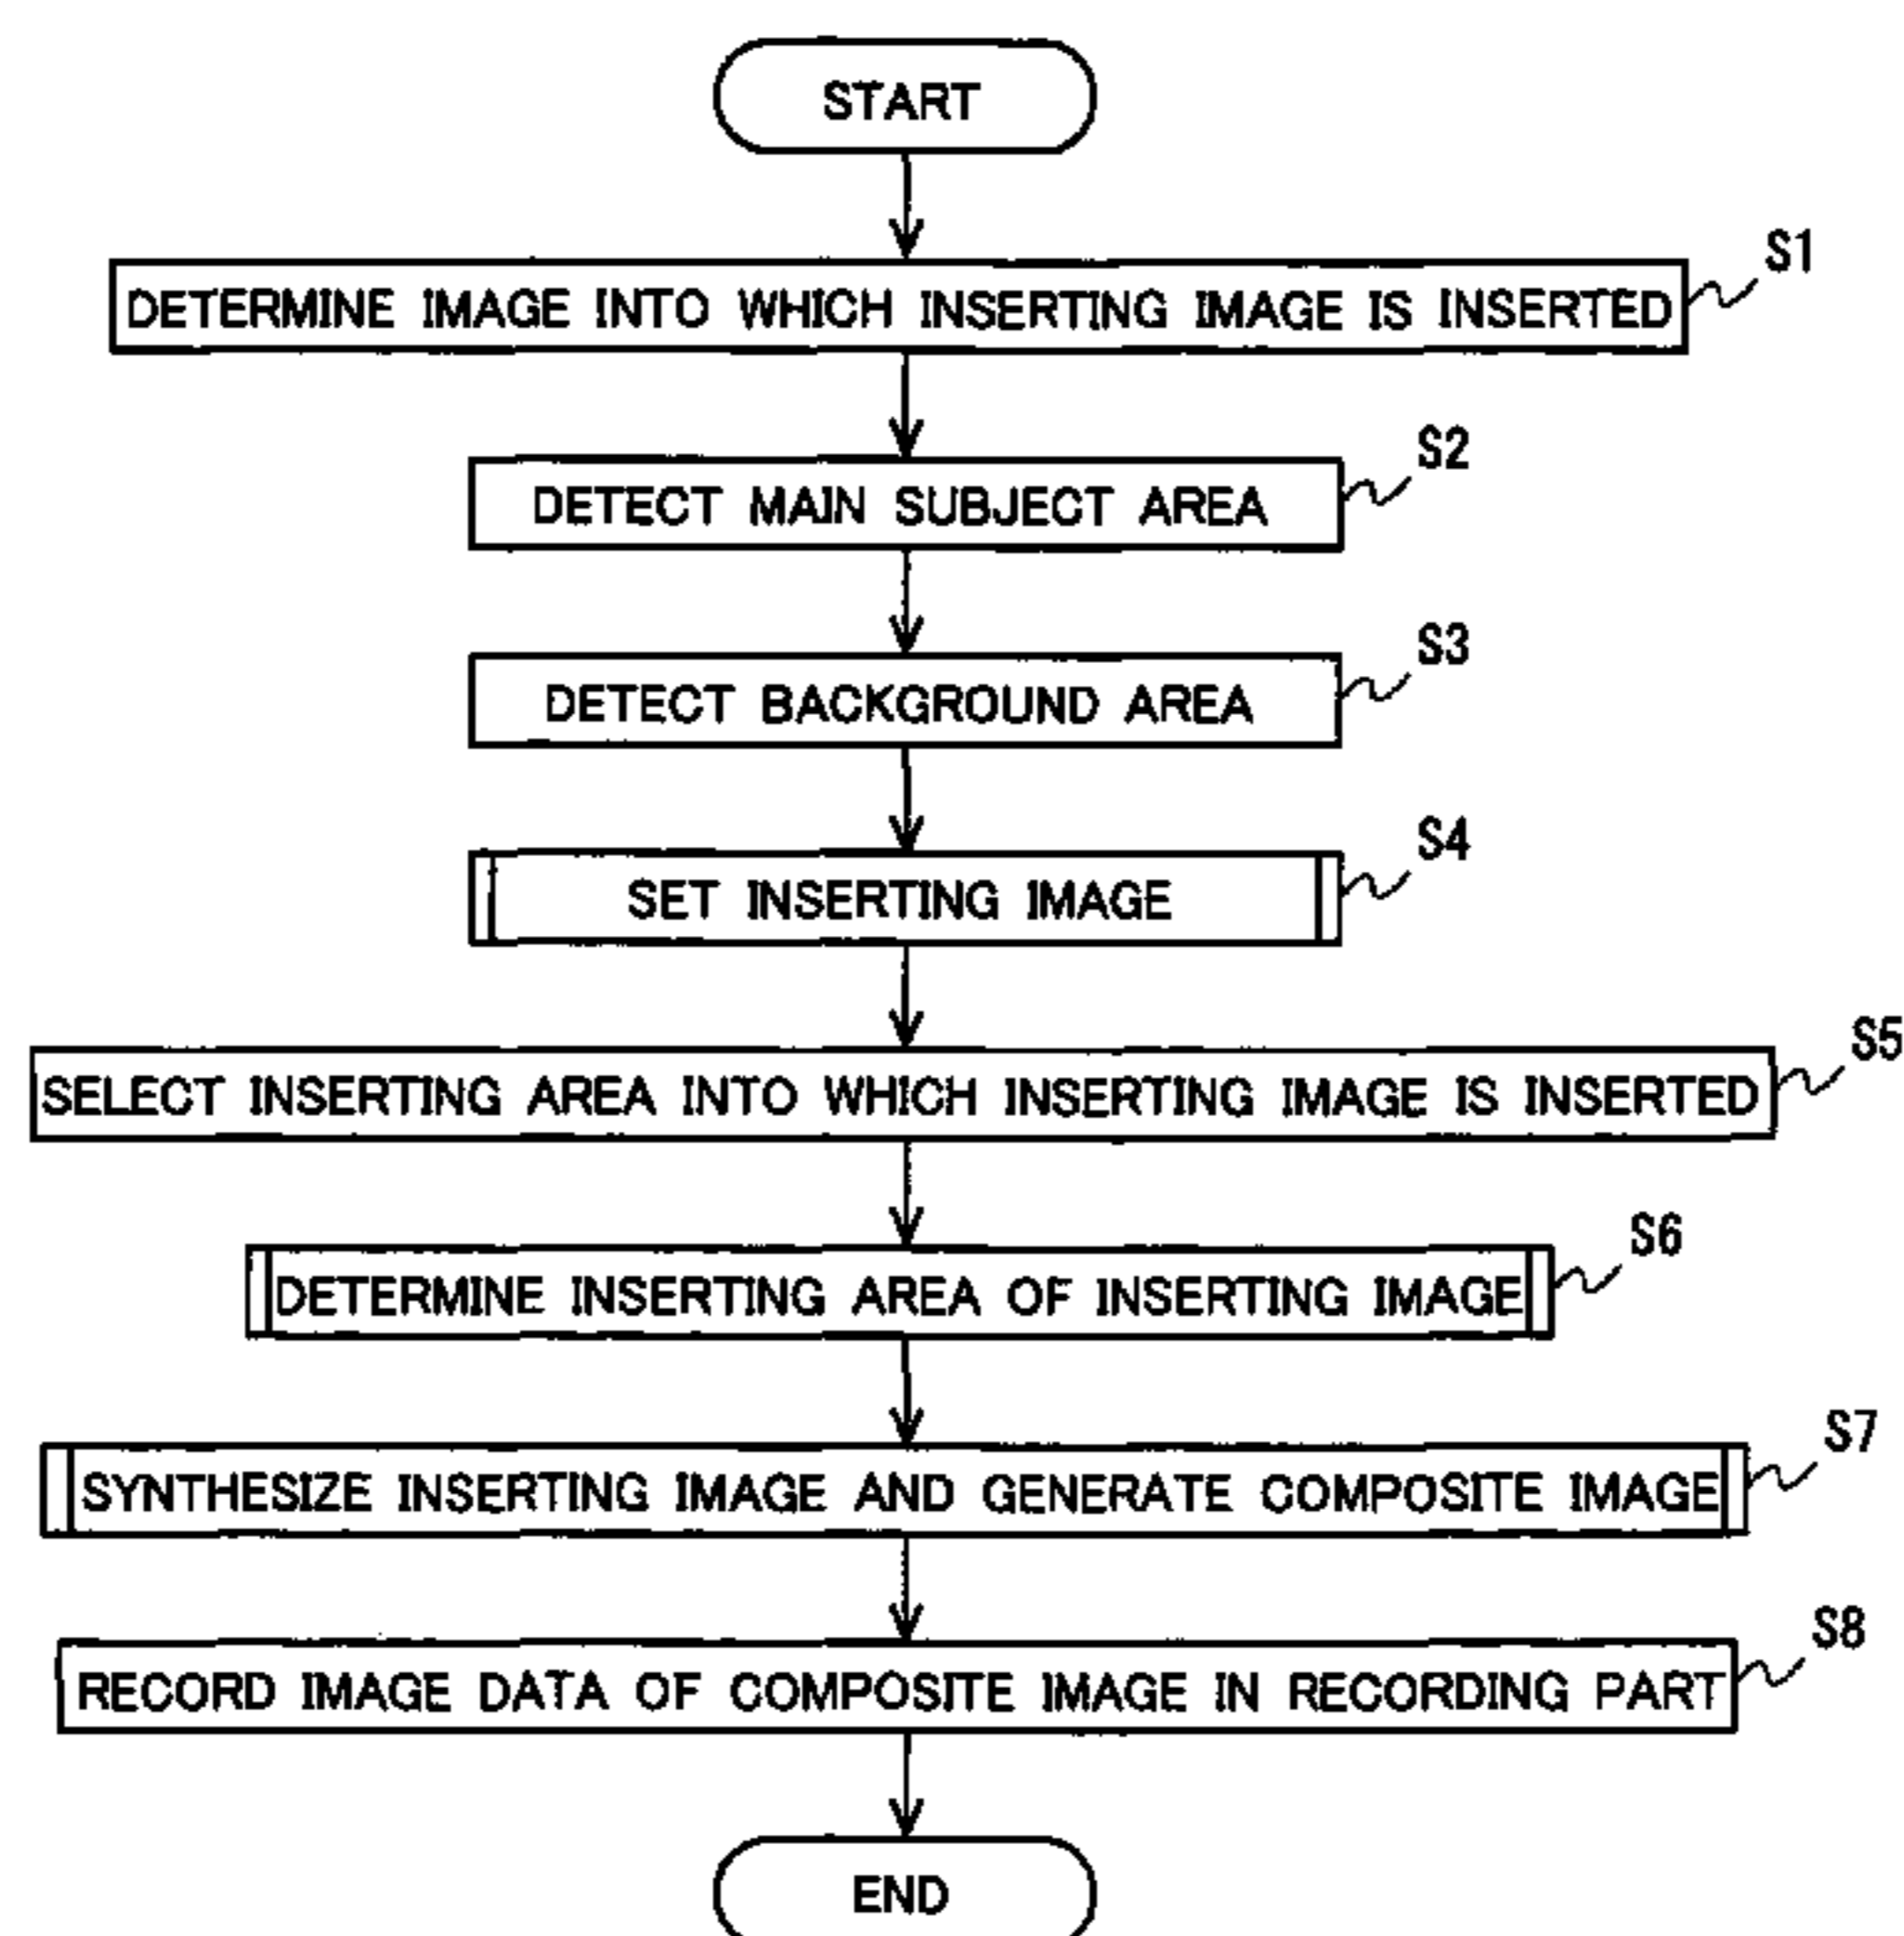 START
S1
DETERMINE IMAGE INTO WHICH INSERTING IMAGE IS INSERTED
S2
DETECT MAIN SUBJECT AREA
S3
DETECT BACKGROUND AREA
S4
SET INSERTING IMAGE
S5
SELECT INSERTING AREA INTO WHICH INSERTING IMAGE IS INSERTED
S6
DETERMINE INSERTING AREA OF INSERTING IMAGE
S7
SYNTHESIZE INSERTING IMAGE AND GENERATE COMPOSITE IMAGE
S8
RECORD IMAGE DATA OF COMPOSITE IMAGE IN RECORDING PART
END